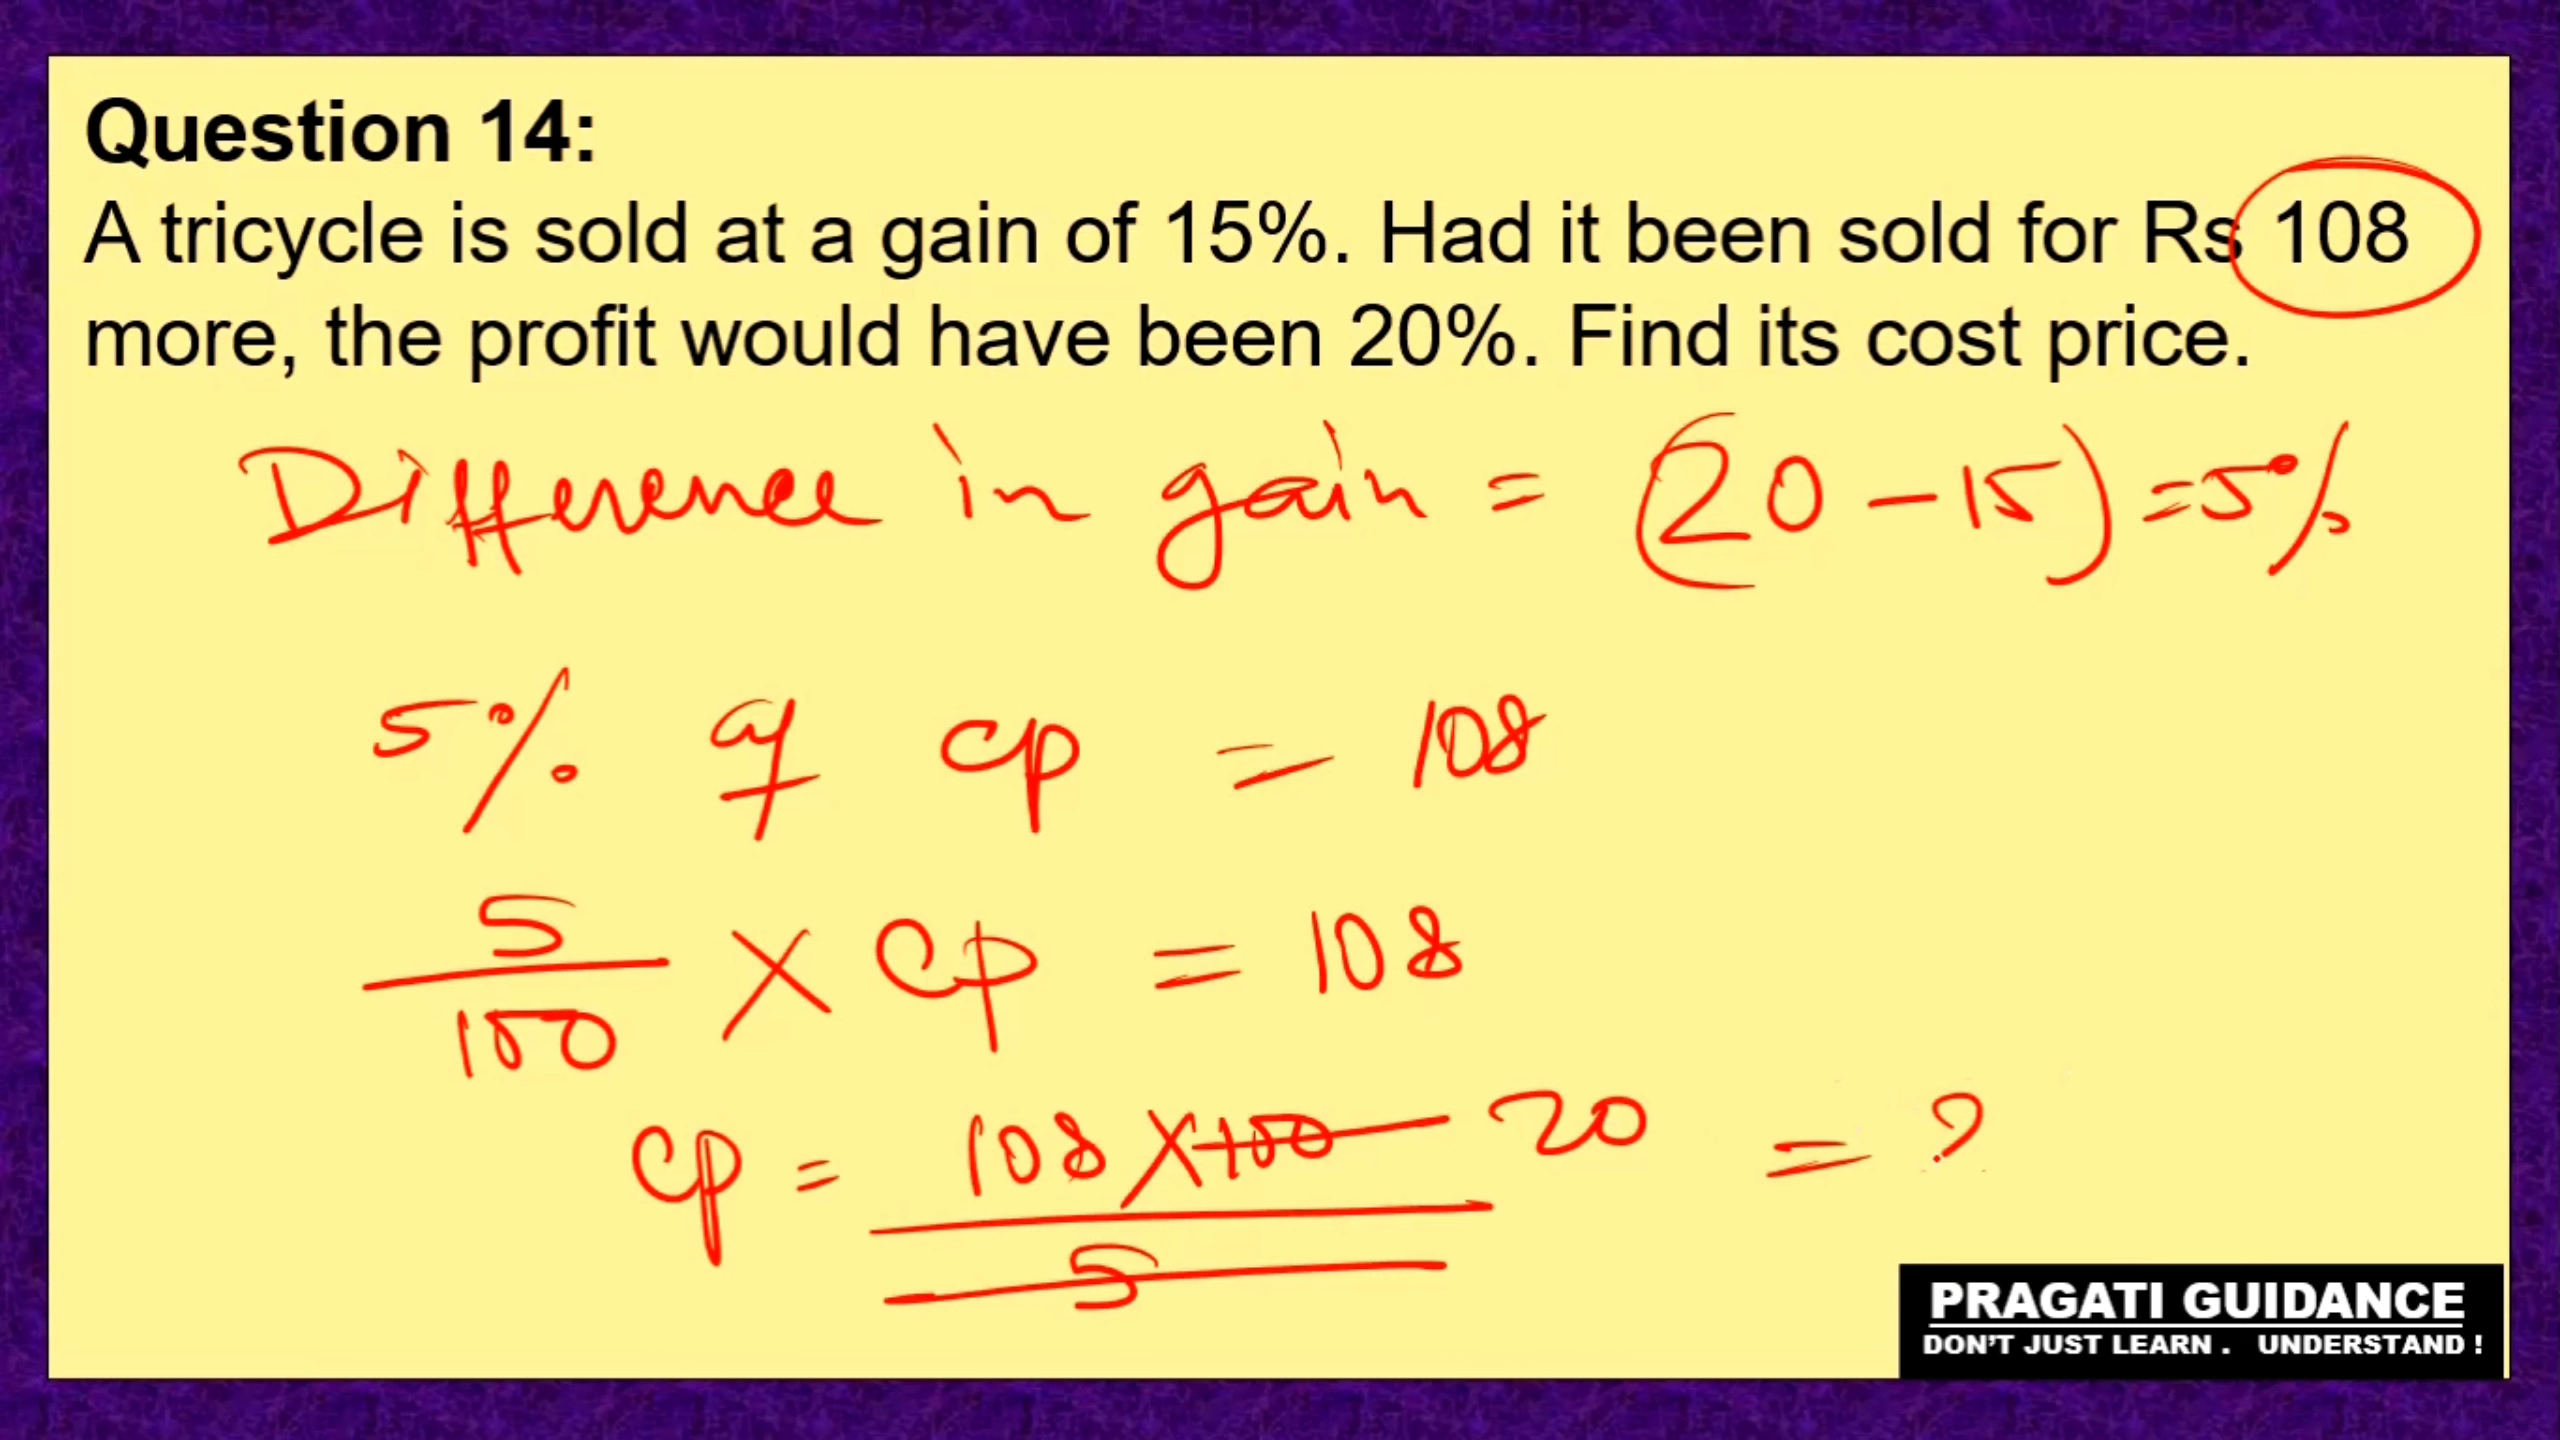 Question 14:
A tricycle is sold at a gain of 15%. Had it been sold for Rs 108
more, the profit would have been 20%. Find its cost price.
Difference in gain = (20 - 15) = 5%
5% of CP = 108
5/100 × CP = 108
CP = 108 × 100 20 = ?
5
PRAGATI GUIDANCE
DON'T JUST LEARN . UNDERSTAND !